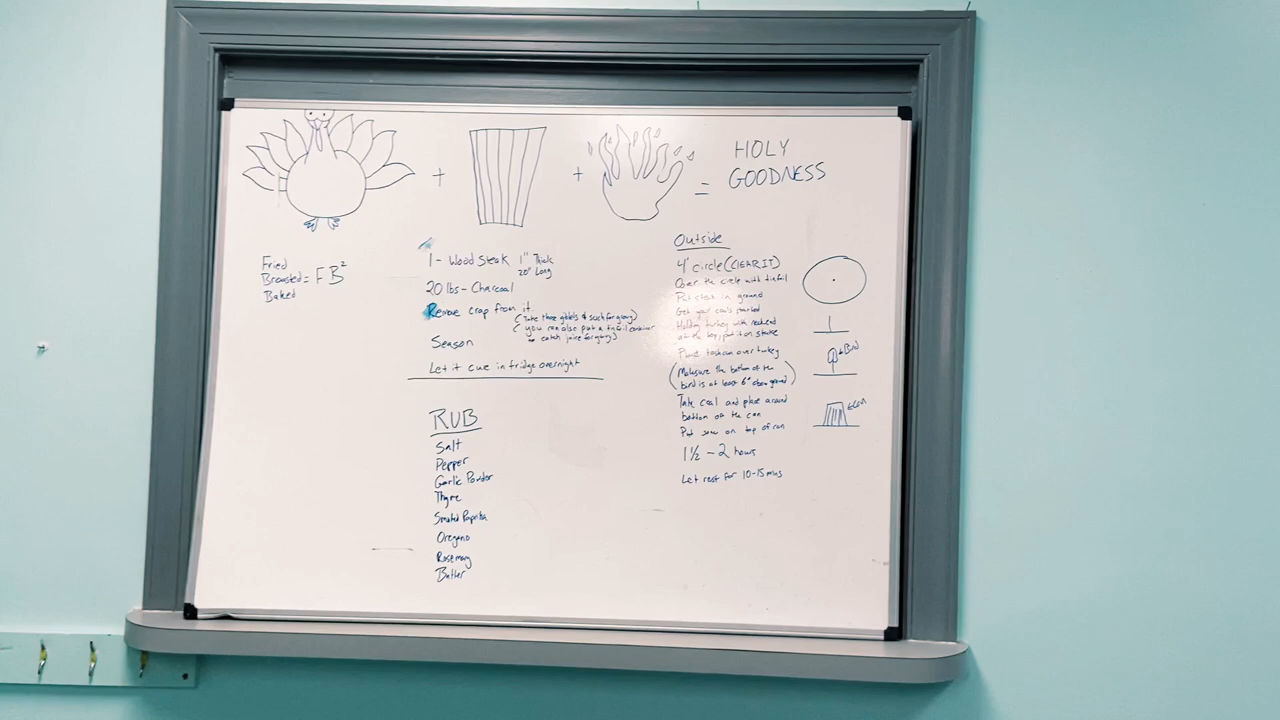 + + = HOLY
GOODNESS
Fried
Breasted = FB²
Baked
1 - Wood Steak 1" Thick
20" Long
20 lbs - Charcoal
Remove crap from it
(Take those giblets & such for gravy)
(you can also put a tinfoil container
to catch juice for gravy)
Season
Let it cure in fridge overnight
RUB
Salt
Pepper
Garlic Powder
Thyme
Smoked Paprika
Oregano
Rosemary
Butter
Outside
4' circle (CLEAR IT)
Cover the circle with tinfoil
Put steak in ground
Get your coals started
Holding turkey with neck end
at the top, put it on stake
Place trashcan over turkey
(Measure the bottom of the
bird is at least 6" above ground)
Take coal and place around
bottom of the can
Put some on top of can
1½ - 2 hours
Let rest for 10-15 mins
Bird